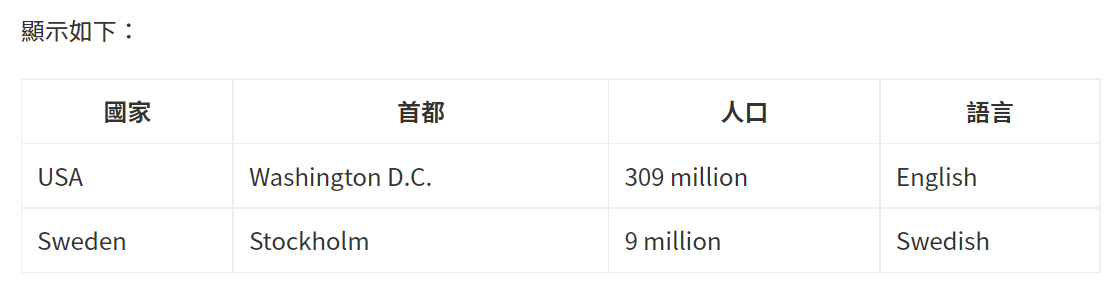 顯示如下：
國家 首都 人口 語言
USA Washington D.C. 309 million English
Sweden Stockholm 9 million Swedish